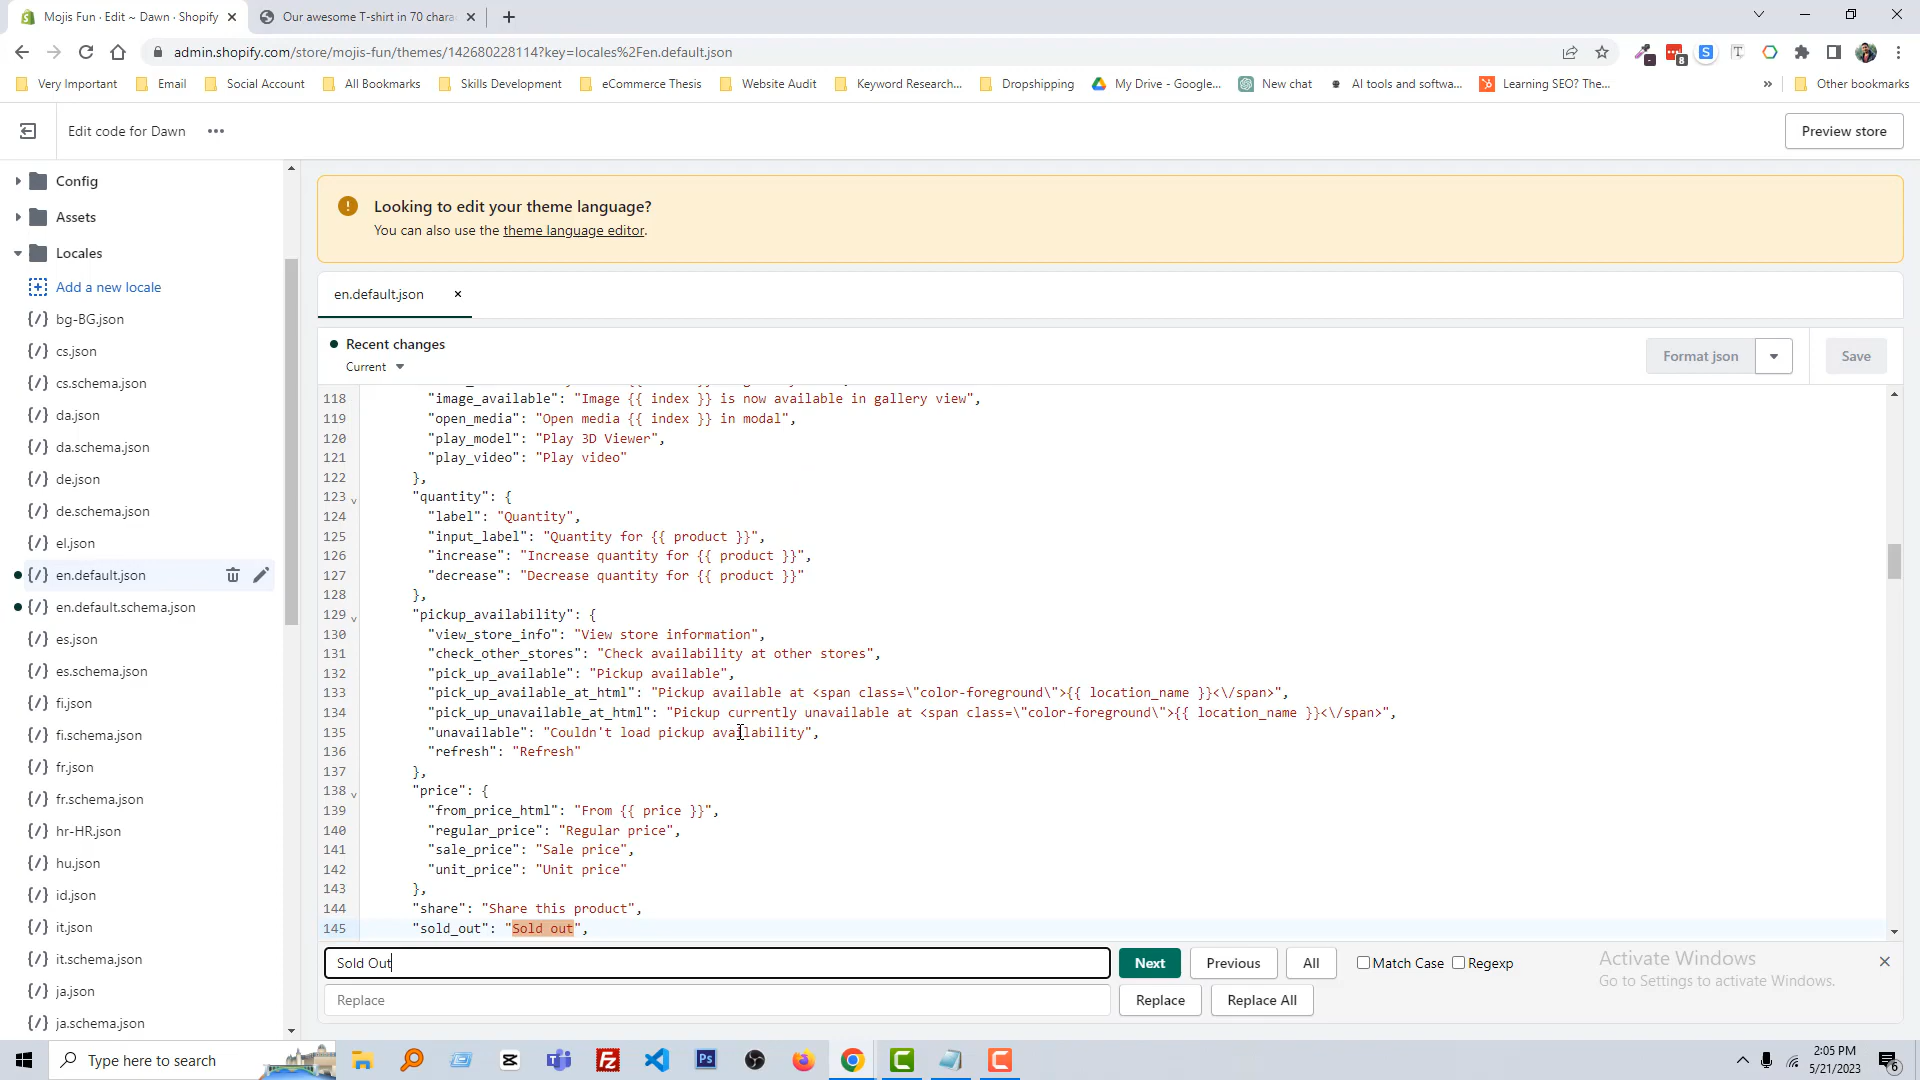 Mojis Fun · Edit ~ Dawn · Shopify
Our awesome T-shirt in 70 chara
admin.shopify.com/store/mojis-fun/themes/142680228114?key=locales%2Fen.default.json
8
Very Important
Email
Social Account
All Bookmarks
Skills Development
eCommerce Thesis
Website Audit
Keyword Research...
Dropshipping
My Drive - Google...
New chat
AI tools and softwa...
Learning SEO? The...
»
Other bookmarks
Edit code for Dawn
Preview store
Config
Assets
Locales
Add a new locale
{/} bg-BG.json
{/} cs.json
{/} cs.schema.json
{/} da.json
{/} da.schema.json
{/} de.json
{/} de.schema.json
{/} el.json
{/} en.default.json
{/} en.default.schema.json
{/} es.json
{/} es.schema.json
{/} fi.json
{/} fi.schema.json
{/} fr.json
{/} fr.schema.json
{/} hr-HR.json
{/} hu.json
{/} id.json
{/} it.json
{/} it.schema.json
{/} ja.json
{/} ja.schema.json
Looking to edit your theme language?
You can also use the theme language editor.
en.default.json
Recent changes
Current
Format json
Save
118 "image_available": "Image {{ index }} is now available in gallery view",
119 "open_media": "Open media {{ index }} in modal",
120 "play_model": "Play 3D Viewer",
121 "play_video": "Play video"
122 },
123 "quantity": {
124 "label": "Quantity",
125 "input_label": "Quantity for {{ product }}",
126 "increase": "Increase quantity for {{ product }}",
127 "decrease": "Decrease quantity for {{ product }}"
128 },
129 "pickup_availability": {
130 "view_store_info": "View store information",
131 "check_other_stores": "Check availability at other stores",
132 "pick_up_available": "Pickup available",
133 "pick_up_available_at_html": "Pickup available at <span class=\"color-foreground\">{{ location_name }}<\/span>",
134 "pick_up_unavailable_at_html": "Pickup currently unavailable at <span class=\"color-foreground\">{{ location_name }}<\/span>",
135 "unavailable": "Couldn't load pickup availability",
136 "refresh": "Refresh"
137 },
138 "price": {
139 "from_price_html": "From {{ price }}",
140 "regular_price": "Regular price",
141 "sale_price": "Sale price",
142 "unit_price": "Unit price"
143 },
144 "share": "Share this product",
145 "sold_out": "Sold out",
Sold Out
Next
Previous
All
Match Case
Regexp
Replace
Replace
Replace All
Activate Windows
Go to Settings to activate Windows.
Type here to search
2:05 PM
5/21/2023
6